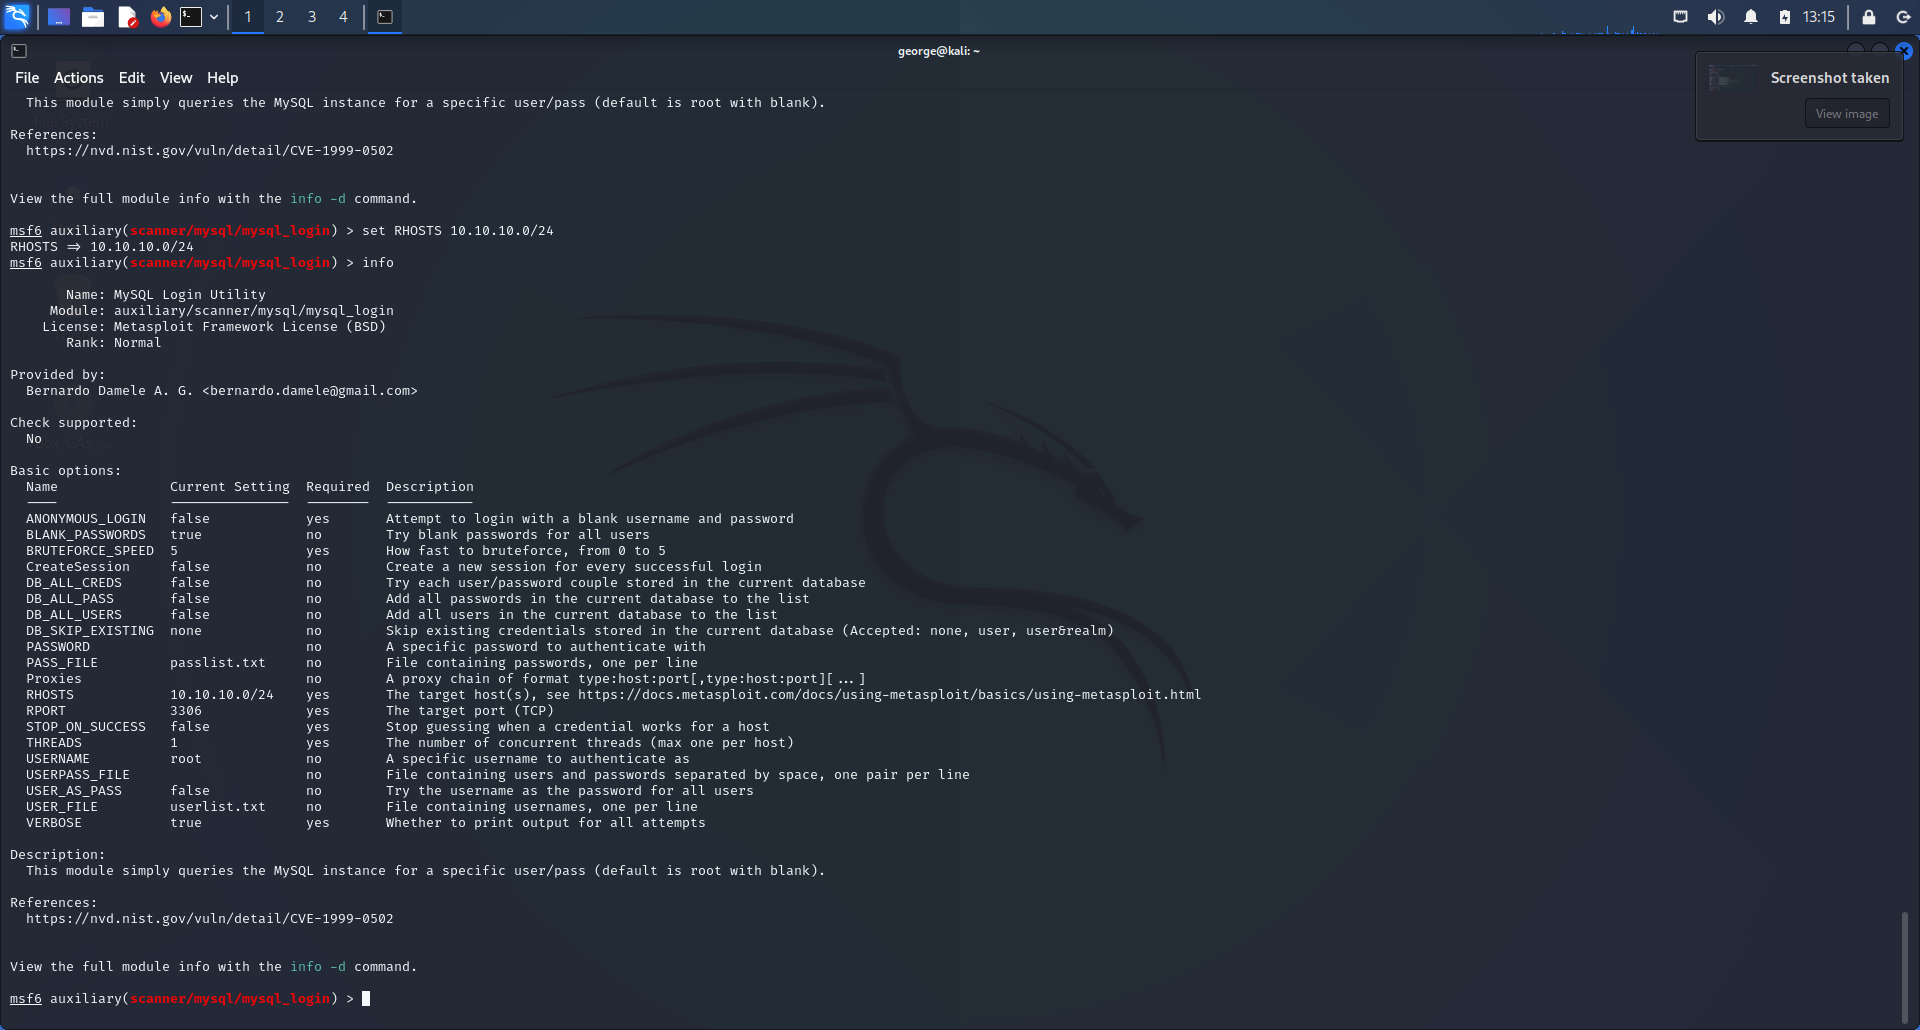 1 2 3 4 13:15
george@kali: ~
File Actions Edit View Help
Screenshot taken
View image
This module simply queries the MySQL instance for a specific user/pass (default is root with blank).
References:
https://nvd.nist.gov/vuln/detail/CVE-1999-0502
View the full module info with the info -d command.
msf6 auxiliary(scanner/mysql/mysql_login) > set RHOSTS 10.10.10.0/24
RHOSTS => 10.10.10.0/24
msf6 auxiliary(scanner/mysql/mysql_login) > info
Name: MySQL Login Utility
Module: auxiliary/scanner/mysql/mysql_login
License: Metasploit Framework License (BSD)
Rank: Normal
Provided by:
Bernardo Damele A. G. <bernardo.damele@gmail.com>
Check supported:
No
Basic options:
Name Current Setting Required Description
---- --------------- -------- -----------
ANONYMOUS_LOGIN false yes Attempt to login with a blank username and password
BLANK_PASSWORDS true no Try blank passwords for all users
BRUTEFORCE_SPEED 5 yes How fast to bruteforce, from 0 to 5
CreateSession false no Create a new session for every successful login
DB_ALL_CREDS false no Try each user/password couple stored in the current database
DB_ALL_PASS false no Add all passwords in the current database to the list
DB_ALL_USERS false no Add all users in the current database to the list
DB_SKIP_EXISTING none no Skip existing credentials stored in the current database (Accepted: none, user, user&realm)
PASSWORD no A specific password to authenticate with
PASS_FILE passlist.txt no File containing passwords, one per line
Proxies no A proxy chain of format type:host:port[,type:host:port][...]
RHOSTS 10.10.10.0/24 yes The target host(s), see https://docs.metasploit.com/docs/using-metasploit/basics/using-metasploit.html
RPORT 3306 yes The target port (TCP)
STOP_ON_SUCCESS false yes Stop guessing when a credential works for a host
THREADS 1 yes The number of concurrent threads (max one per host)
USERNAME root no A specific username to authenticate as
USERPASS_FILE no File containing users and passwords separated by space, one pair per line
USER_AS_PASS false no Try the username as the password for all users
USER_FILE userlist.txt no File containing usernames, one per line
VERBOSE true yes Whether to print output for all attempts
Description:
This module simply queries the MySQL instance for a specific user/pass (default is root with blank).
References:
https://nvd.nist.gov/vuln/detail/CVE-1999-0502
View the full module info with the info -d command.
msf6 auxiliary(scanner/mysql/mysql_login) >